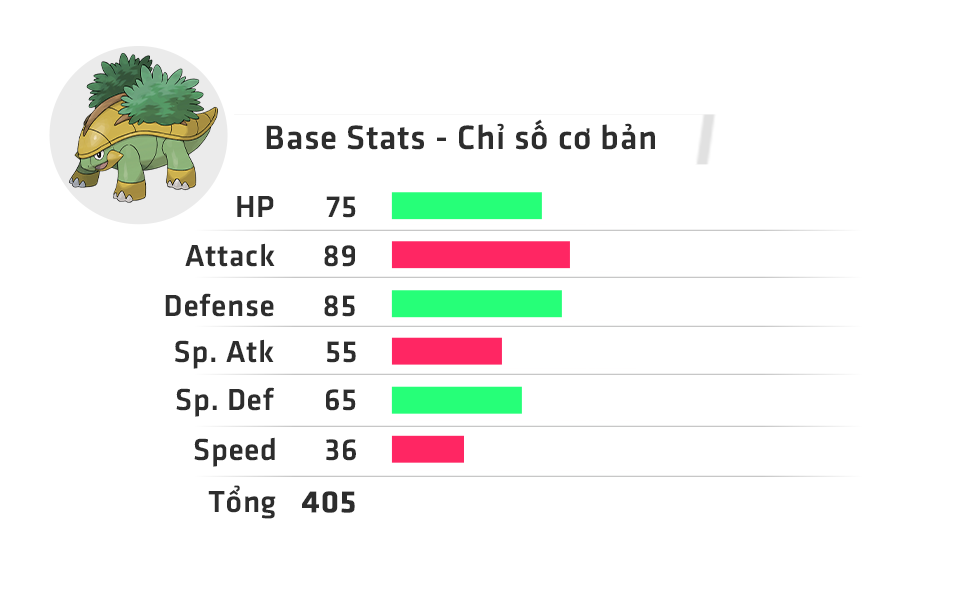 Base Stats - Chỉ số cơ bản
HP 75
Attack 89
Defense 85
Sp. Atk 55
Sp. Def 65
Speed 36
Tổng 405